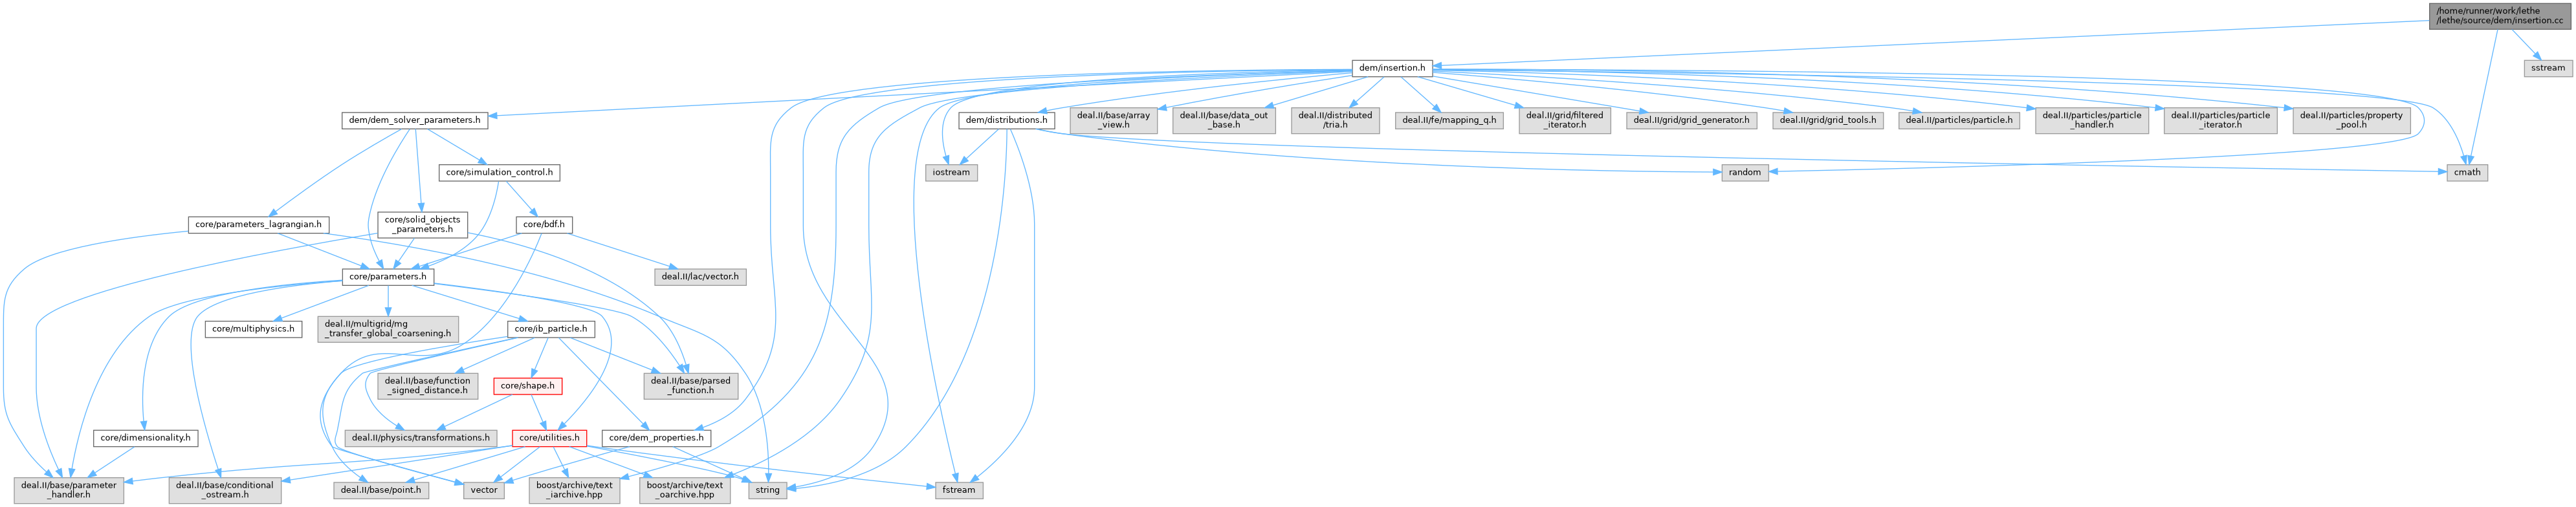 /home/runner/work/lethe
/lethe/source/dem/insertion.cc
dem/insertion.h
sstream
dem/dem_solver_parameters.h
dem/distributions.h
deal.II/base/array
_view.h
deal.II/base/data_out
_base.h
deal.II/distributed
/tria.h
deal.II/fe/mapping_q.h
deal.II/grid/filtered
_iterator.h
deal.II/grid/grid_generator.h
deal.II/grid/grid_tools.h
deal.II/particles/particle.h
deal.II/particles/particle
_handler.h
deal.II/particles/particle
_iterator.h
deal.II/particles/property
_pool.h
core/simulation_control.h
iostream
random
cmath
core/parameters_lagrangian.h
core/solid_objects
_parameters.h
core/bdf.h
core/parameters.h
deal.II/lac/vector.h
core/multiphysics.h
deal.II/multigrid/mg
_transfer_global_coarsening.h
core/ib_particle.h
deal.II/base/function
_signed_distance.h
core/shape.h
deal.II/base/parsed
_function.h
core/dimensionality.h
deal.II/physics/transformations.h
core/utilities.h
core/dem_properties.h
deal.II/base/parameter
_handler.h
deal.II/base/conditional
_ostream.h
deal.II/base/point.h
vector
boost/archive/text
_iarchive.hpp
boost/archive/text
_oarchive.hpp
string
fstream